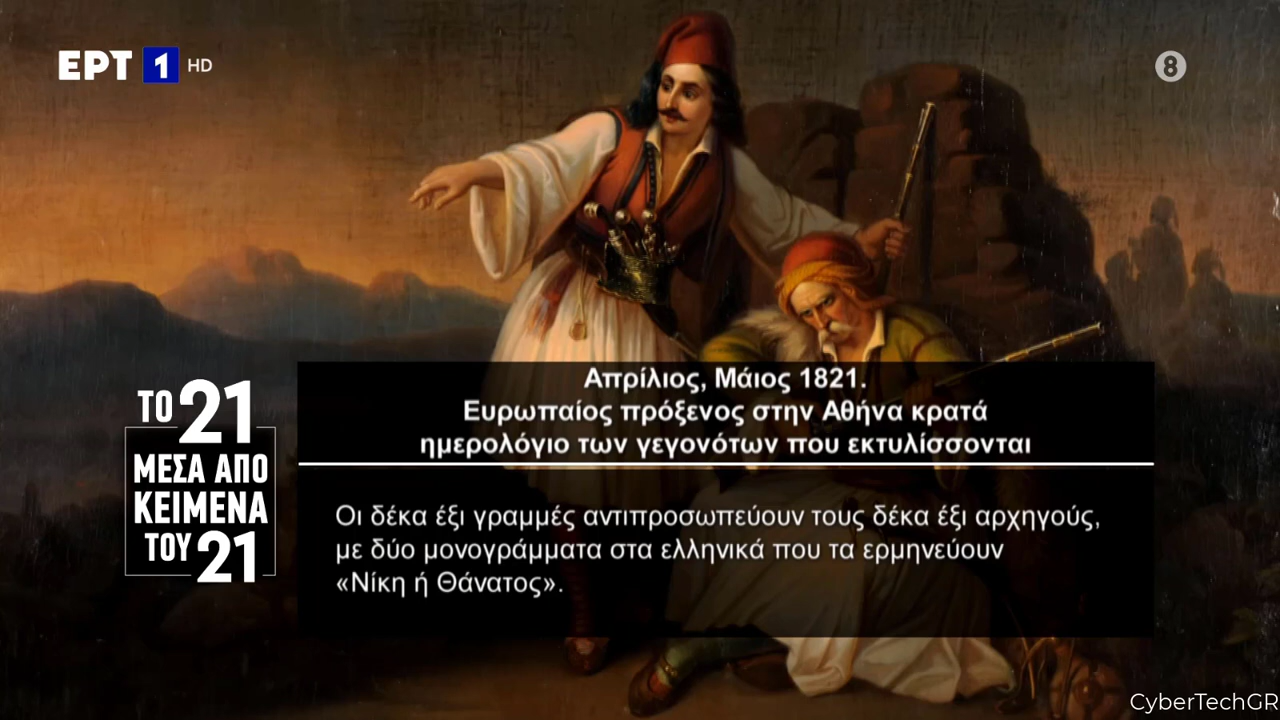 ΕΡΤ 1 HD
8
Απρίλιος, Μάιος 1821.
Ευρωπαίος πρόξενος στην Αθήνα κρατά
ημερολόγιο των γεγονότων που εκτυλίσσονται
ΤΟ 21
ΜΕΣΑ ΑΠΟ
ΚΕΙΜΕΝΑ
ΤΟΥ 21
Οι δέκα έξι γραμμές αντιπροσωπεύουν τους δέκα έξι αρχηγούς,
με δύο μονογράμματα στα ελληνικά που τα ερμηνεύουν
«Νίκη ή Θάνατος».
CyberTechGR